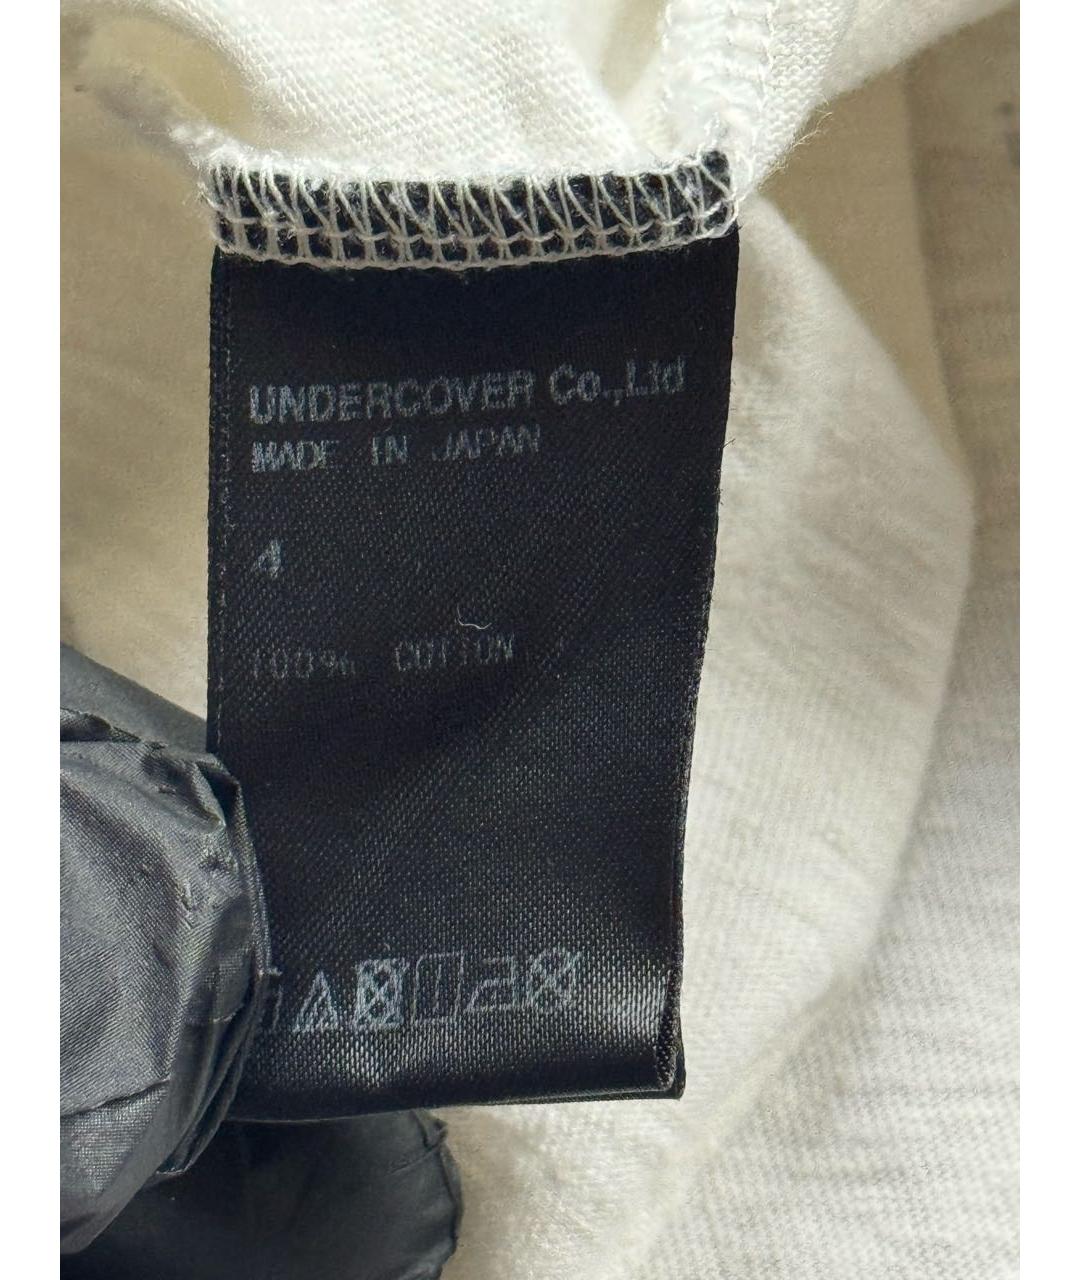 UNDERCOVER Co.,Ltd
MADE IN JAPAN
4
100% COTTON